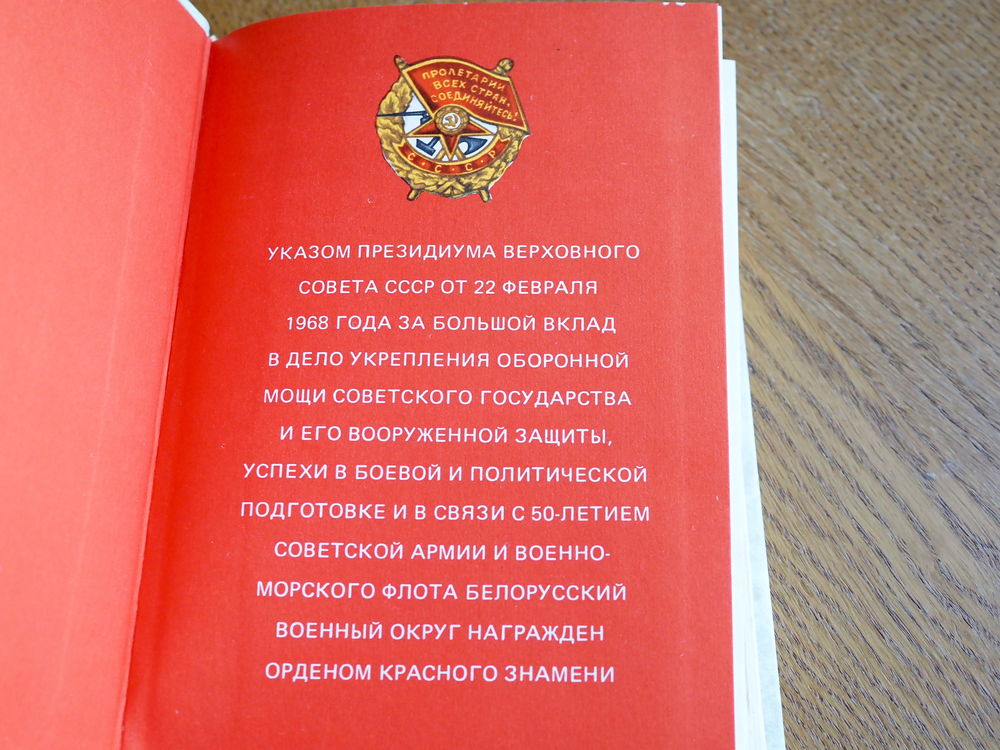 ПРОЛЕТАРИИ
ВСЕХ СТРАН,
СОЕДИНЯЙТЕСЬ!
С·С·С·Р
УКАЗОМ ПРЕЗИДИУМА ВЕРХОВНОГО
СОВЕТА СССР ОТ 22 ФЕВРАЛЯ
1968 ГОДА ЗА БОЛЬШОЙ ВКЛАД
В ДЕЛО УКРЕПЛЕНИЯ ОБОРОННОЙ
МОЩИ СОВЕТСКОГО ГОСУДАРСТВА
И ЕГО ВООРУЖЕННОЙ ЗАЩИТЫ,
УСПЕХИ В БОЕВОЙ И ПОЛИТИЧЕСКОЙ
ПОДГОТОВКЕ И В СВЯЗИ С 50-ЛЕТИЕМ
СОВЕТСКОЙ АРМИИ И ВОЕННО-
МОРСКОГО ФЛОТА БЕЛОРУССКИЙ
ВОЕННЫЙ ОКРУГ НАГРАЖДЕН
ОРДЕНОМ КРАСНОГО ЗНАМЕНИ